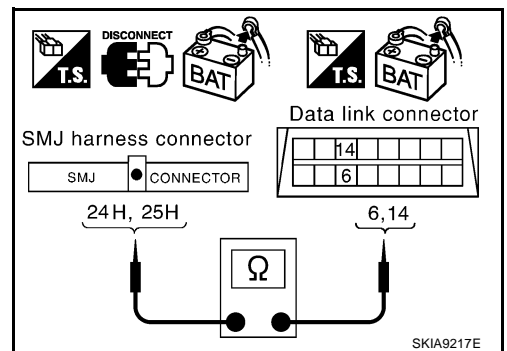 DISCONNECT
T.S.
BAT
T.S.
BAT
Data link connector
SMJ harness connector
14
6
SMJ CONNECTOR
24H, 25H
6,14
Ω
SKIA9217E